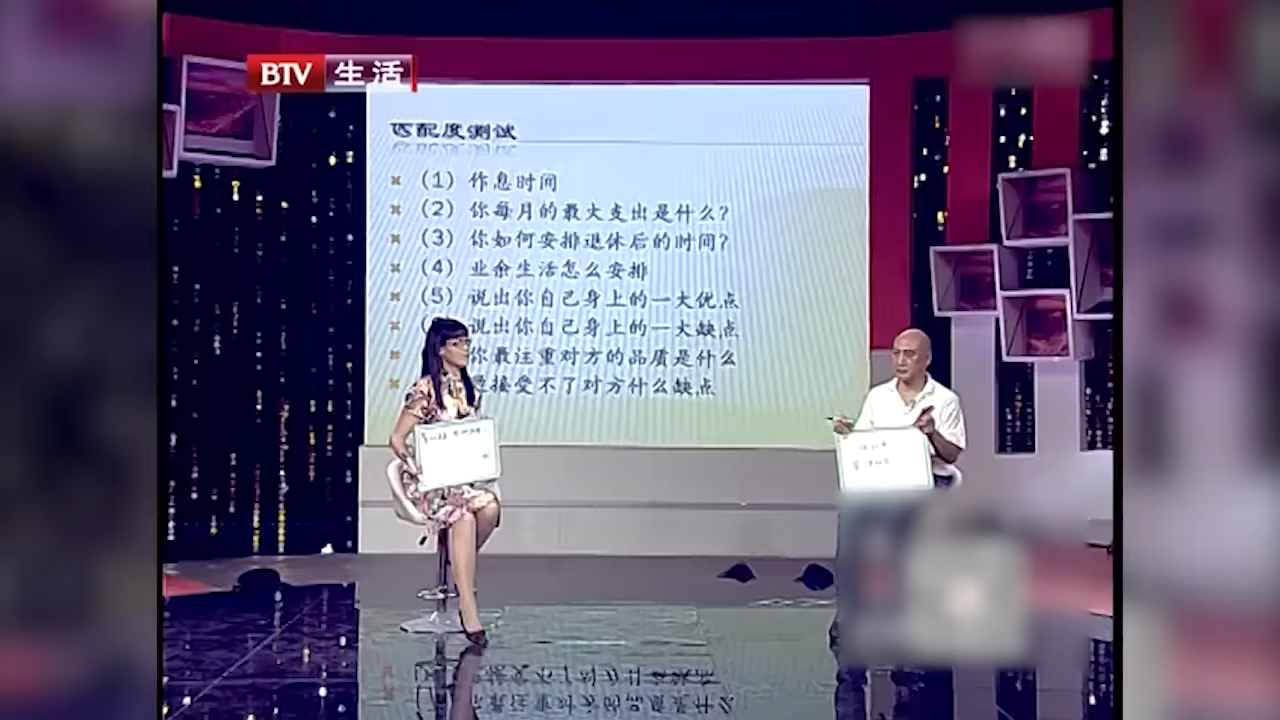 BTV 生活
匹配度测试
(1) 作息时间
(2) 你每月的最大支出是什么?
(3) 你如何安排退休后的时间?
(4) 业余生活怎么安排
(5) 说出你自己身上的一大优点
说出你自己身上的一大缺点
你最注重对方的品质是什么
接受不了对方什么缺点